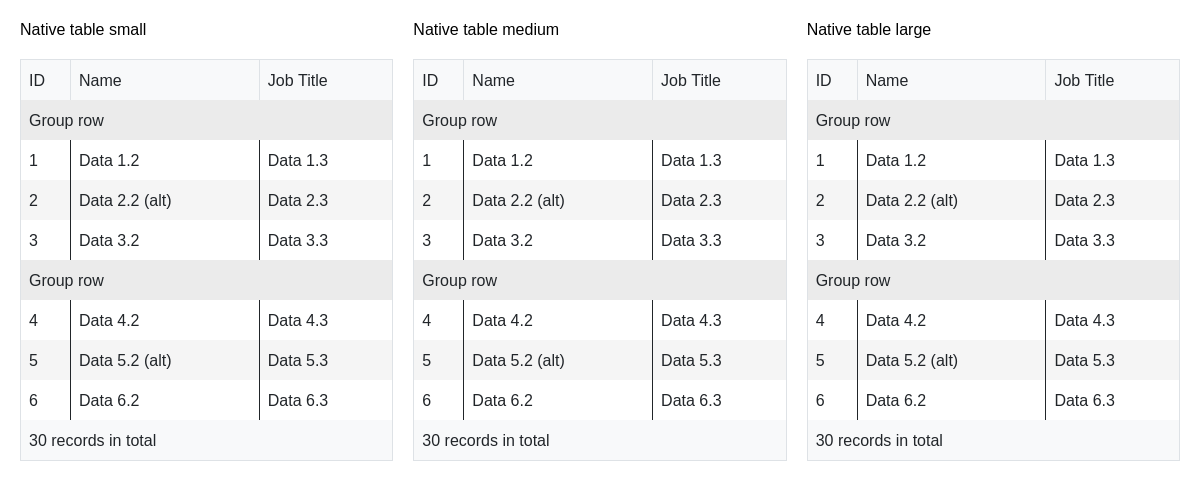 Native table small
ID Name Job Title
Group row
1 Data 1.2 Data 1.3
2 Data 2.2 (alt) Data 2.3
3 Data 3.2 Data 3.3
Group row
4 Data 4.2 Data 4.3
5 Data 5.2 (alt) Data 5.3
6 Data 6.2 Data 6.3
30 records in total
Native table medium
ID Name Job Title
Group row
1 Data 1.2 Data 1.3
2 Data 2.2 (alt) Data 2.3
3 Data 3.2 Data 3.3
Group row
4 Data 4.2 Data 4.3
5 Data 5.2 (alt) Data 5.3
6 Data 6.2 Data 6.3
30 records in total
Native table large
ID Name Job Title
Group row
1 Data 1.2 Data 1.3
2 Data 2.2 (alt) Data 2.3
3 Data 3.2 Data 3.3
Group row
4 Data 4.2 Data 4.3
5 Data 5.2 (alt) Data 5.3
6 Data 6.2 Data 6.3
30 records in total